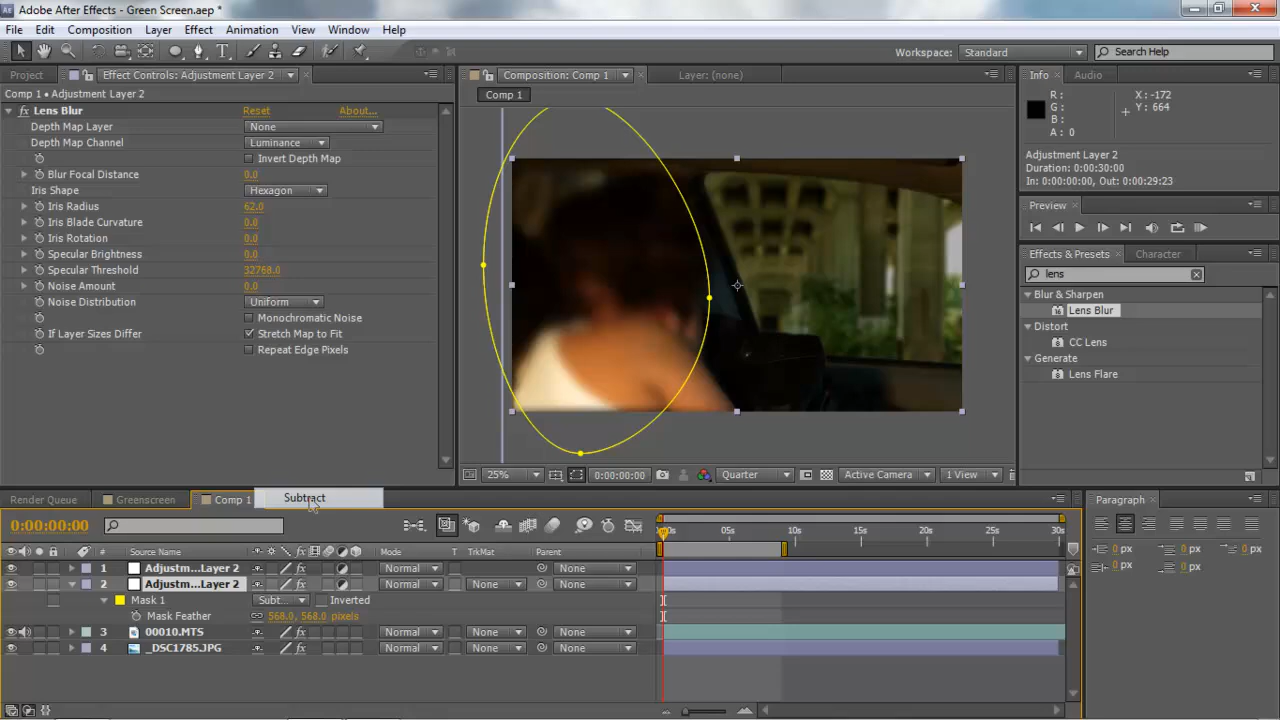 Adobe After Effects - Green Screen.aep *
File Edit Composition Layer Effect Animation View Window Help
Workspace: Standard Search Help
Project Effect Controls: Adjustment Layer 2 Composition: Comp 1 Layer: (none) Info Audio
Comp 1 • Adjustment Layer 2 Comp 1
Lens Blur Reset About...
Depth Map Layer None
Depth Map Channel Luminance
Invert Depth Map
Blur Focal Distance 0.0
Iris Shape Hexagon
Iris Radius 62.0
Iris Blade Curvature 0.0
Iris Rotation 0.0
Specular Brightness 0.0
Specular Threshold 32768.0
Noise Amount 0.0
Noise Distribution Uniform
Monochromatic Noise
If Layer Sizes Differ Stretch Map to Fit
Repeat Edge Pixels
R : X: -172
G : Y: 664
B :
A : 0
Adjustment Layer 2
Duration: 0:00:30:00
In: 0:00:00:00, Out: 0:00:29:23
Preview
Effects & Presets Character
lens
Blur & Sharpen
Lens Blur
Distort
CC Lens
Generate
Lens Flare
25% 0:00:00:00 Quarter Active Camera 1 View
Render Queue Greenscreen Comp 1 Subtract Paragraph
0:00:00:00 0s 05s 10s 15s 20s 25s 30s
# Source Name Mode T TrkMat Parent
1 Adjustm...Layer 2 Normal None
2 Adjustm...Layer 2 Normal None None
Mask 1 Subt... Inverted
Mask Feather 568.0, 568.0 pixels
3 00010.MTS Normal None None
4 _DSC1785.JPG Normal None None
0 px 0 px
0 px 0 px